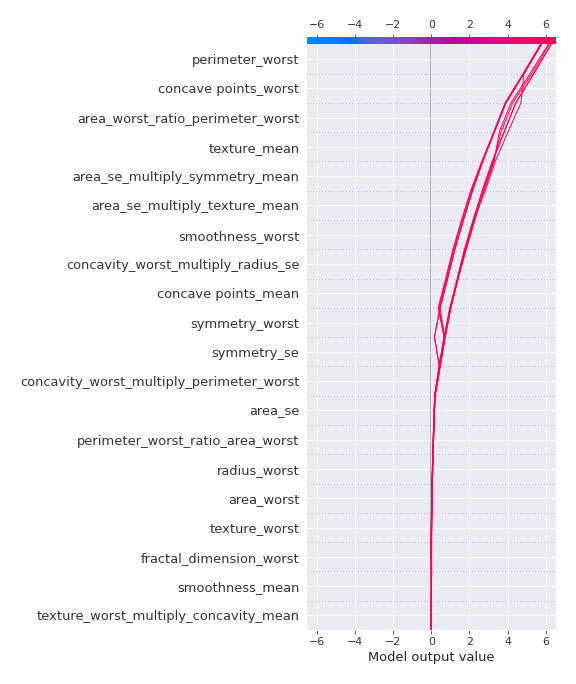 −6 −4 −2 0 2 4 6
perimeter_worst
concave points_worst
area_worst_ratio_perimeter_worst
texture_mean
area_se_multiply_symmetry_mean
area_se_multiply_texture_mean
smoothness_worst
concavity_worst_multiply_radius_se
concave points_mean
symmetry_worst
symmetry_se
concavity_worst_multiply_perimeter_worst
area_se
perimeter_worst_ratio_area_worst
radius_worst
area_worst
texture_worst
fractal_dimension_worst
smoothness_mean
texture_worst_multiply_concavity_mean
−6 −4 −2 0 2 4 6
Model output value